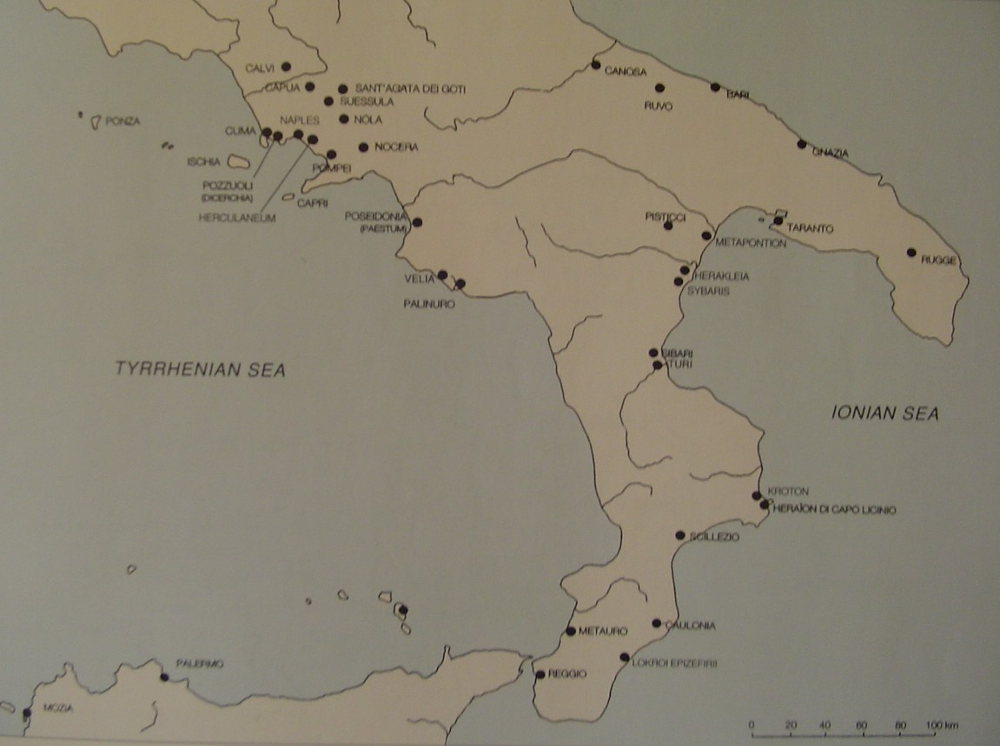 CALVI
CAPUA
SANT'AGATA DEI GOTI
SUESSULA
NAPLES
NOLA
CUMA
NOCERA
PONZA
ISCHIA
POMPEI
POZZUOLI
(DICERCHIA)
CAPRI
HERCULANEUM
POSEIDONIA
(PAESTUM)
VELIA
PALINURO
CANOSA
RUVO
BARI
GNAZIA
PISTICCI
TARANTO
METAPONTION
RUGGE
HERAKLEIA
SYBARIS
SIBARI
TURI
TYRRHENIAN SEA
IONIAN SEA
KROTON
HERAÌON DI CAPO LICINIO
SCILLEZIO
METAURO
CAULONIA
LOKROI EPIZEFIRII
REGGIO
PALERMO
MOZIA
0 20 40 60 80 100 km